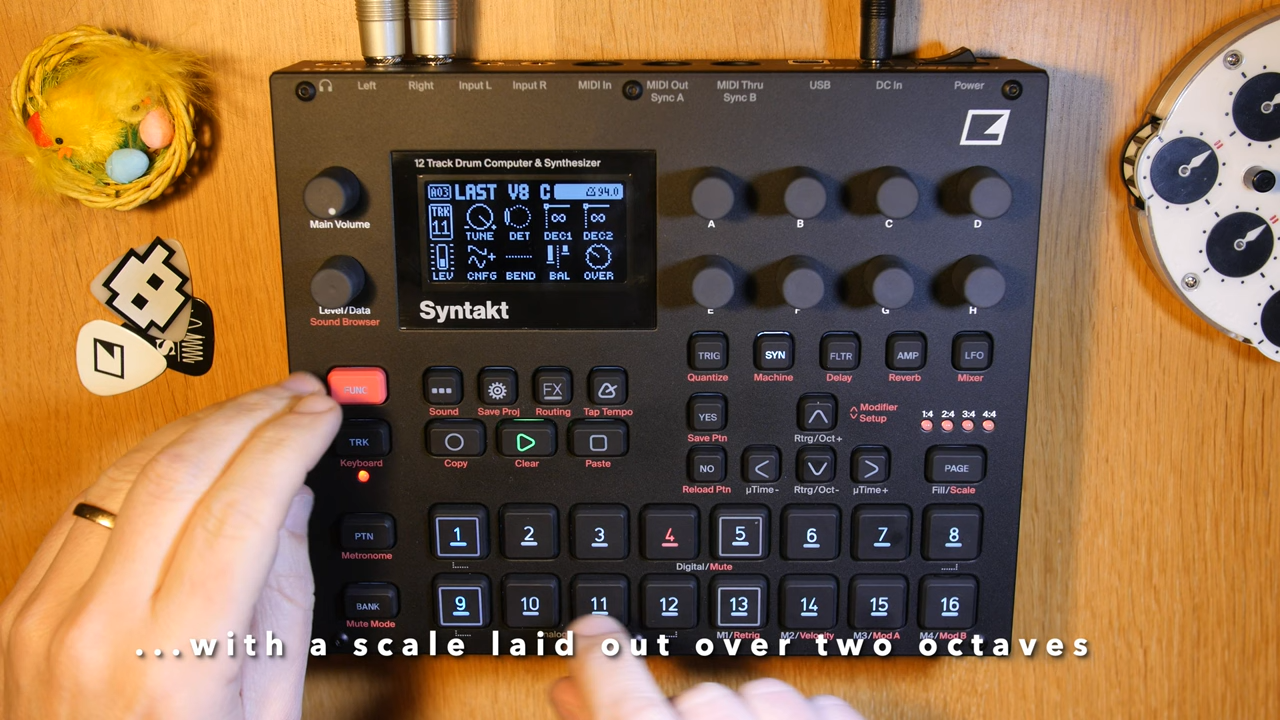 Left Right Input L Input R MIDI In MIDI Out MIDI Thru USB DC In Power
Sync A Sync B
12 Track Drum Computer & Synthesizer
A03 LAST V8 C 94.0
TRK 11
TUNE DET DEC1 DEC2
LEV CNFG BEND BAL OVER
Syntakt
Main Volume
Level/Data
Sound Browser
A B C D
E F G H
TRIG SYN FLTR AMP LFO
Quantize Machine Delay Reverb Mixer
FUNC
FX
Sound Save Proj Routing Tap Tempo
TRK
Keyboard
Copy Clear Paste
YES
Save Ptn
Rtrg/Oct+
Modifier
Setup
1:4 2:4 3:4 4:4
NO < > PAGE
Reload Ptn µTime- Rtrg/Oct- µTime+ Fill/Scale
PTN
Metronome
1 2 3 4 5 6 7 8
Digital/Mute
BANK
Mute Mode
9 10 11 12 13 14 15 16
M1/Retrig M2/Velocity M3/Mod A M4/Mod B
...with a scale laid out over two octaves